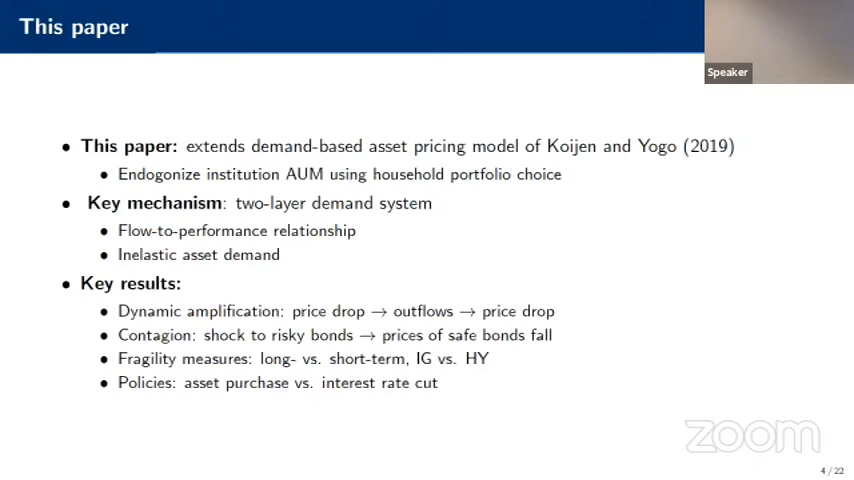 This paper
Speaker
• This paper: extends demand-based asset pricing model of Koijen and Yogo (2019)
• Endogonize institution AUM using household portfolio choice
• Key mechanism: two-layer demand system
• Flow-to-performance relationship
• Inelastic asset demand
• Key results:
• Dynamic amplification: price drop → outflows → price drop
• Contagion: shock to risky bonds → prices of safe bonds fall
• Fragility measures: long- vs. short-term, IG vs. HY
• Policies: asset purchase vs. interest rate cut
zoom
4 / 22